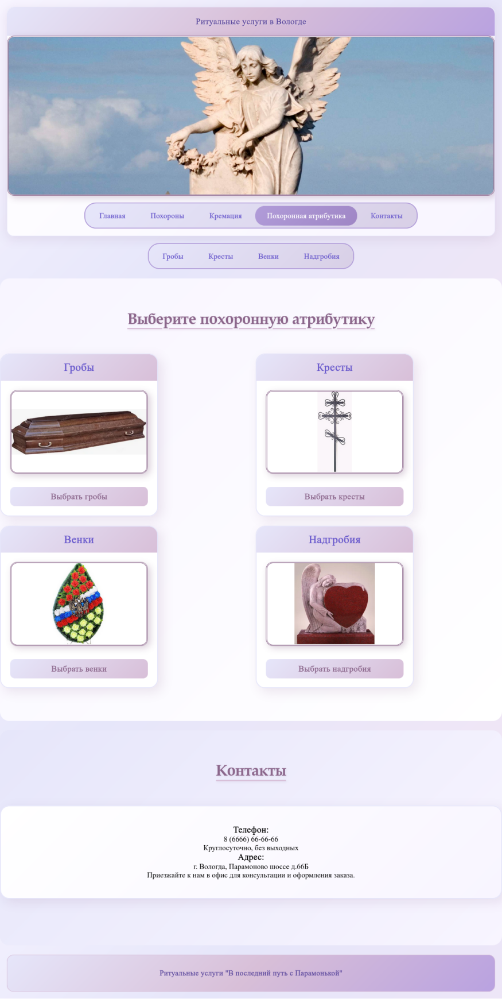 Ритуальные услуги в Вологде
Главная Похороны Кремация Похоронная атрибутика Контакты
Гробы Кресты Венки Надгробия
Выберите похоронную атрибутику
Гробы
Кресты
Выбрать гробы
Выбрать кресты
Венки
Надгробия
Выбрать венки
Выбрать надгробия
Контакты
Телефон:
8 (6666) 66-66-66
Круглосуточно, без выходных
Адрес:
г. Вологда, Парамоново шоссе д.66Б
Приезжайте к нам в офис для консультации и оформления заказа.
Ритуальные услуги "В последний путь с Парамонькой"